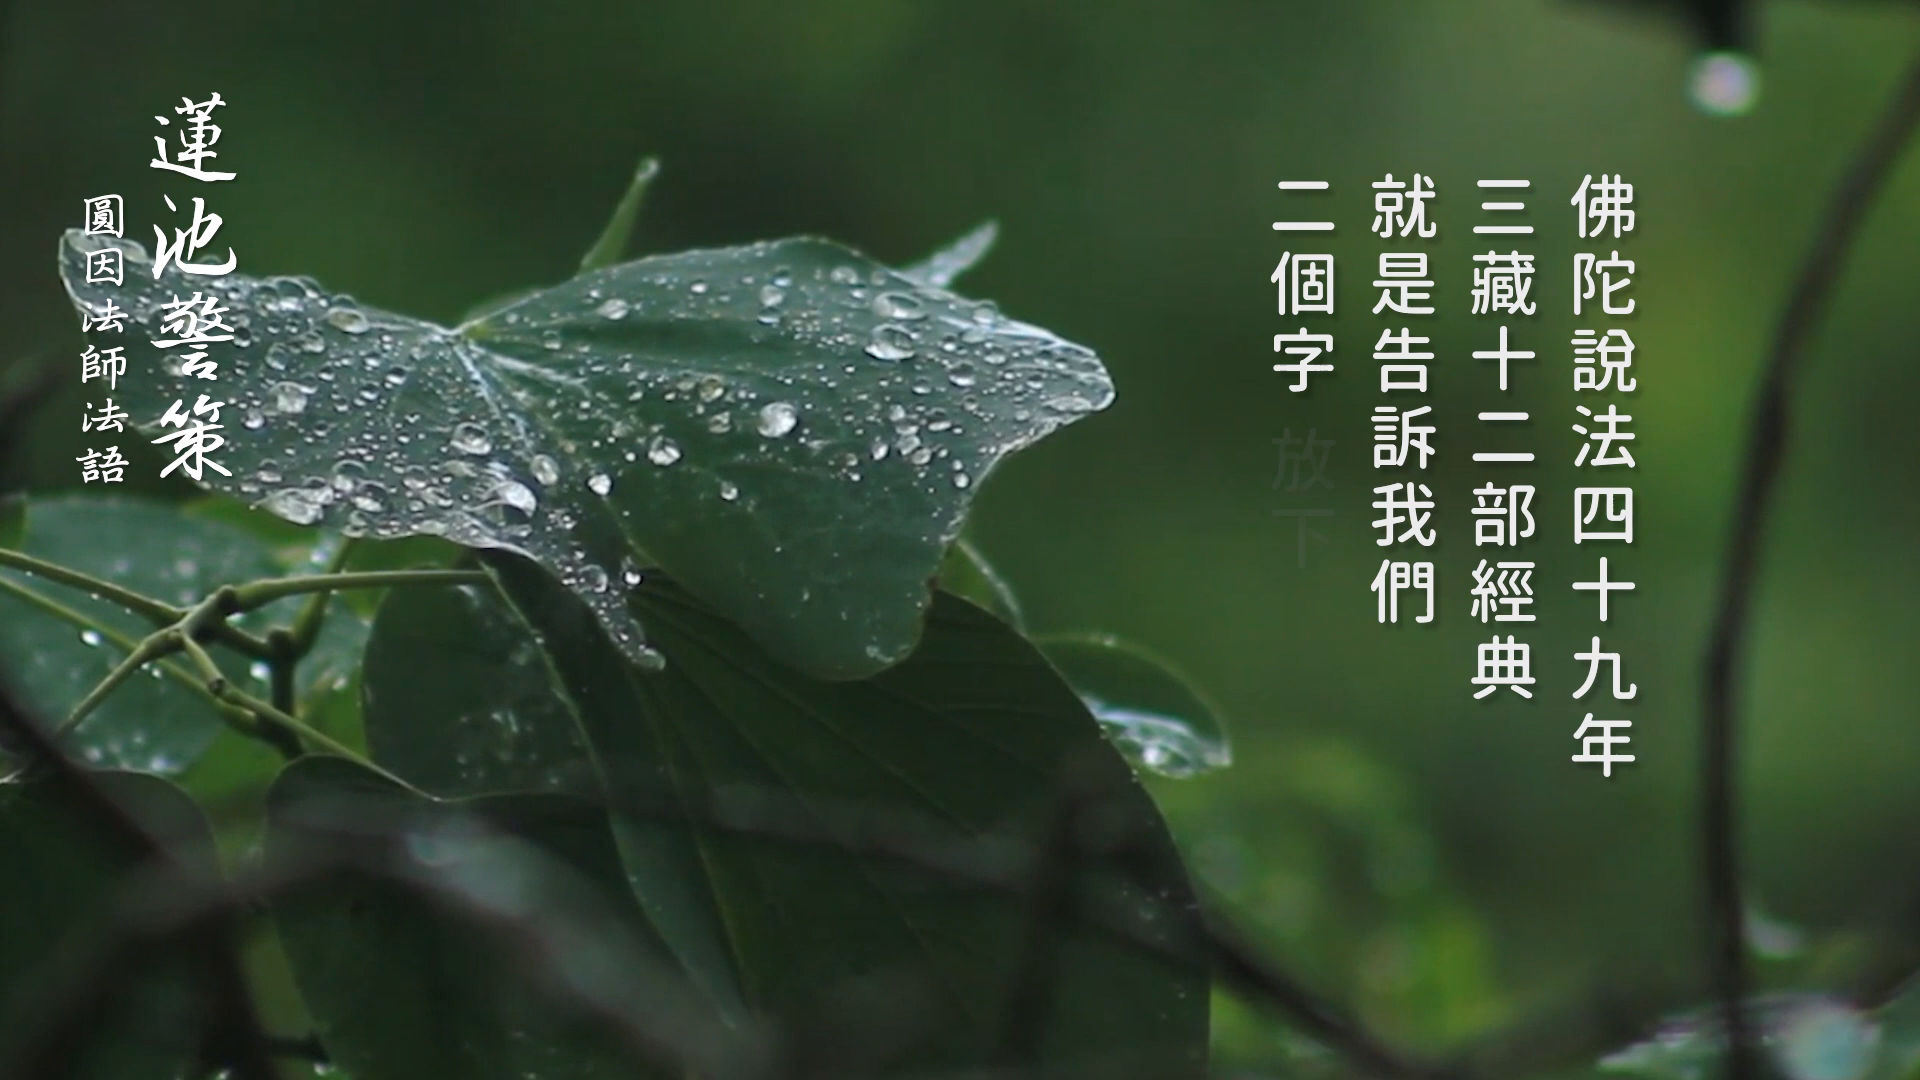 佛陀說法四十九年
三藏十二部經典
就是告訴我們
二個字 放下
蓮池警策
圓因法師法語